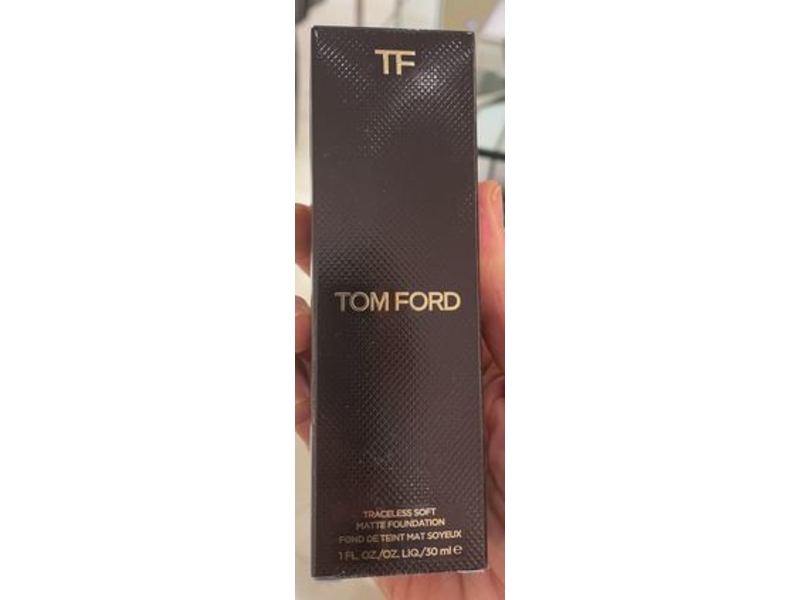 TF
TOM FORD
TRACELESS SOFT
MATTE FOUNDATION
FOND DE TEINT MAT SOYEUX
1 FL. OZ./OZ. LIQ./30 ml e